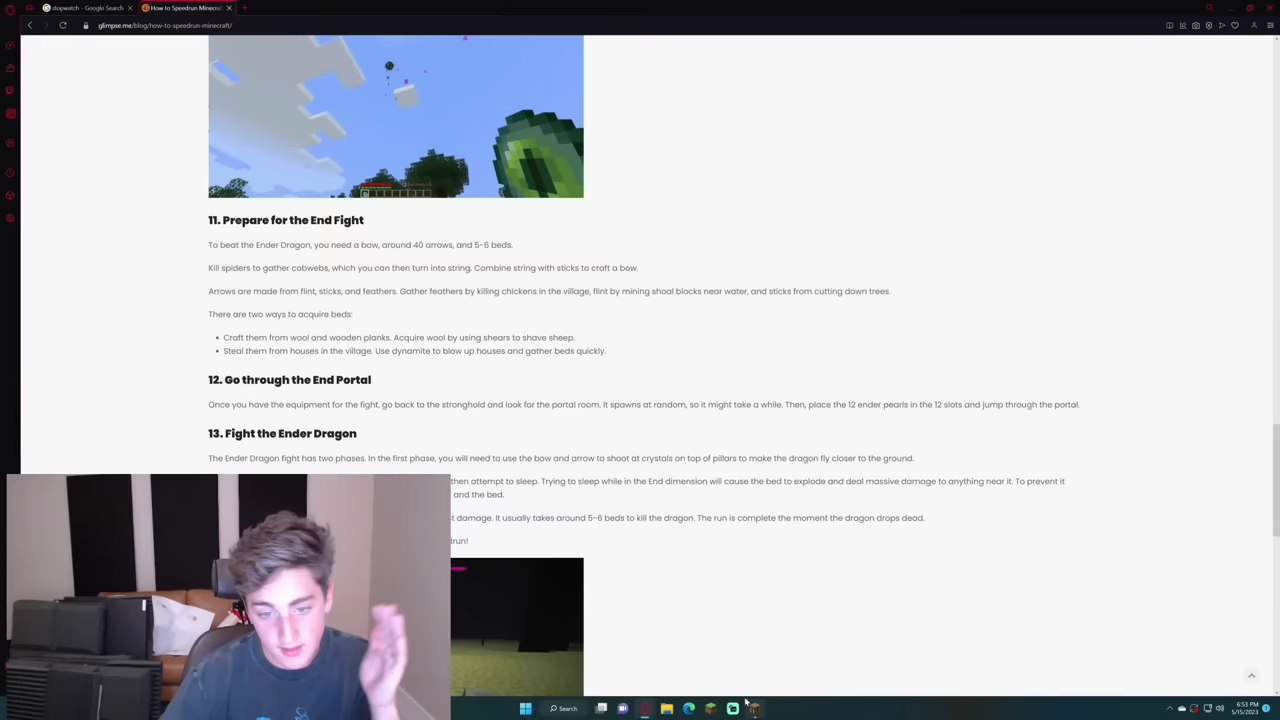 stopwatch - Google Search
How to Speedrun Minecraft
glimpse.me/blog/how-to-speedrun-minecraft/
11. Prepare for the End Fight
To beat the Ender Dragon, you need a bow, around 40 arrows, and 5-6 beds.
Kill spiders to gather cobwebs, which you can then turn into string. Combine string with sticks to craft a bow.
Arrows are made from flint, sticks, and feathers. Gather feathers by killing chickens in the village, flint by mining shoal blocks near water, and sticks from cutting down trees.
There are two ways to acquire beds:
• Craft them from wool and wooden planks. Acquire wool by using shears to shave sheep.
• Steal them from houses in the village. Use dynamite to blow up houses and gather beds quickly.
12. Go through the End Portal
Once you have the equipment for the fight, go back to the stronghold and look for the portal room. It spawns at random, so it might take a while. Then, place the 12 ender pearls in the 12 slots and jump through the portal.
13. Fight the Ender Dragon
The Ender Dragon fight has two phases. In the first phase, you will need to use the bow and arrow to shoot at crystals on top of pillars to make the dragon fly closer to the ground.
then attempt to sleep. Trying to sleep while in the End dimension will cause the bed to explode and deal massive damage to anything near it. To prevent it
and the bed.
damage. It usually takes around 5-6 beds to kill the dragon. The run is complete the moment the dragon drops dead.
Search
6:53 PM
5/15/2023